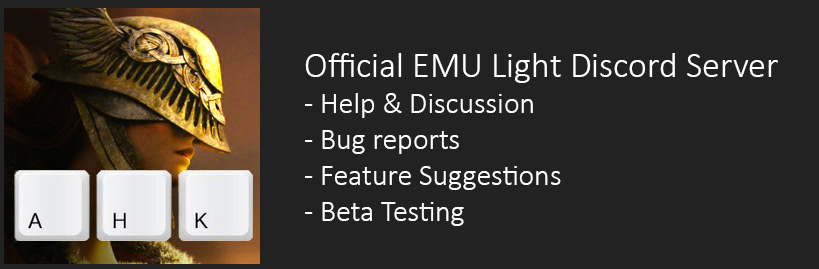 Official EMU Light Discord Server
- Help & Discussion
- Bug reports
- Feature Suggestions
- Beta Testing
A H K